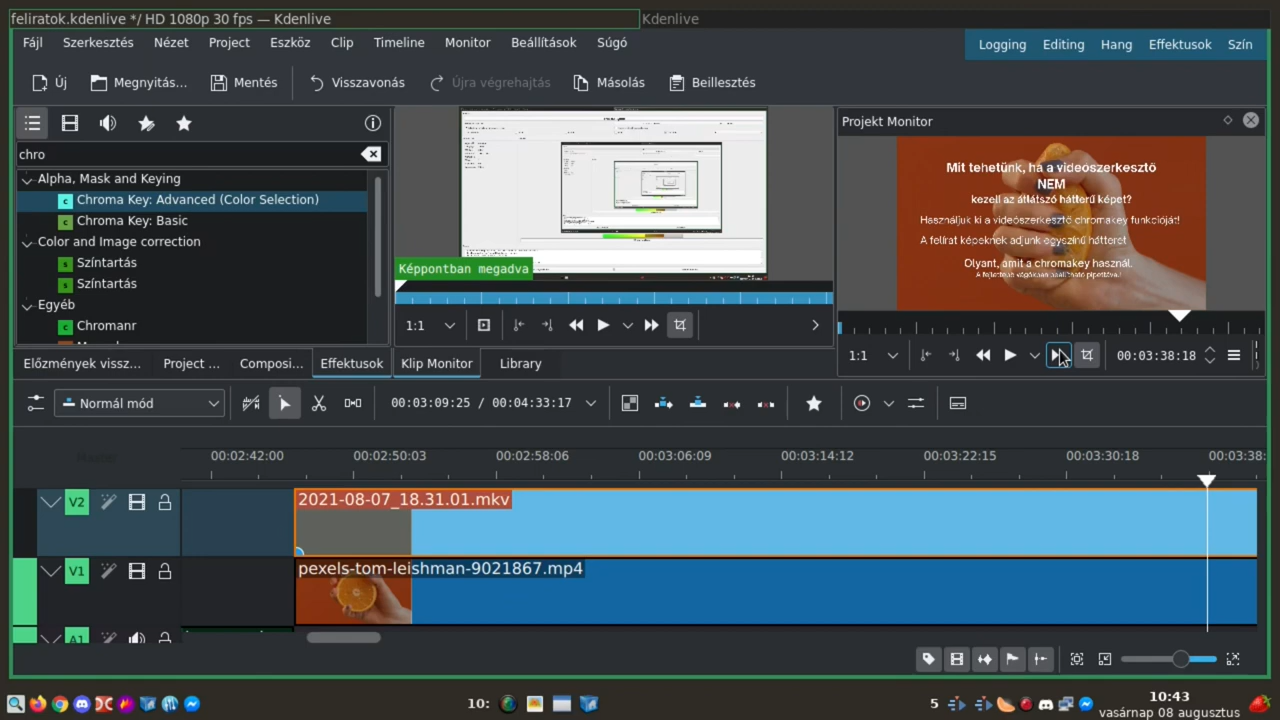 feliratok.kdenlive */ HD 1080p 30 fps — Kdenlive
Kdenlive
Fájl Szerkesztés Nézet Project Eszköz Clip Timeline Monitor Beállítások Súgó
Logging Editing Hang Effektusok Szín
Új Megnyitás... Mentés Visszavonás Újra végrehajtás Másolás Beillesztés
chro
Alpha, Mask and Keying
Chroma Key: Advanced (Color Selection)
Chroma Key: Basic
Color and Image correction
Színtartás
Színtartás
Egyéb
Chromanr
Képpontban megadva
1:1
Projekt Monitor
Mit tehetünk, ha a videószerkesztő
NEM
kezeli az átlátszó hátterű képet?
Használjuk ki a videószerkesztő chromakey funkcióját!
A felirat képeknek adjunk egyszínű hátteret
Olyant, amit a chromakey használ.
1:1
00:03:38:18
Előzmények vissz... Project ... Composi... Effektusok Klip Monitor Library
Normál mód
00:03:09:25 / 00:04:33:17
Master
00:02:42:00 00:02:50:03 00:02:58:06 00:03:06:09 00:03:14:12 00:03:22:15 00:03:30:18 00:03:38:
V2
2021-08-07_18.31.01.mkv
V1
pexels-tom-leishman-9021867.mp4
A1
10:
5
10:43
vasárnap 08 augusztus